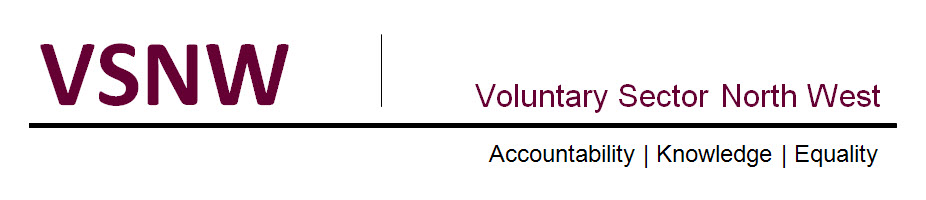 VSNW
Voluntary Sector North West
Accountability | Knowledge | Equality